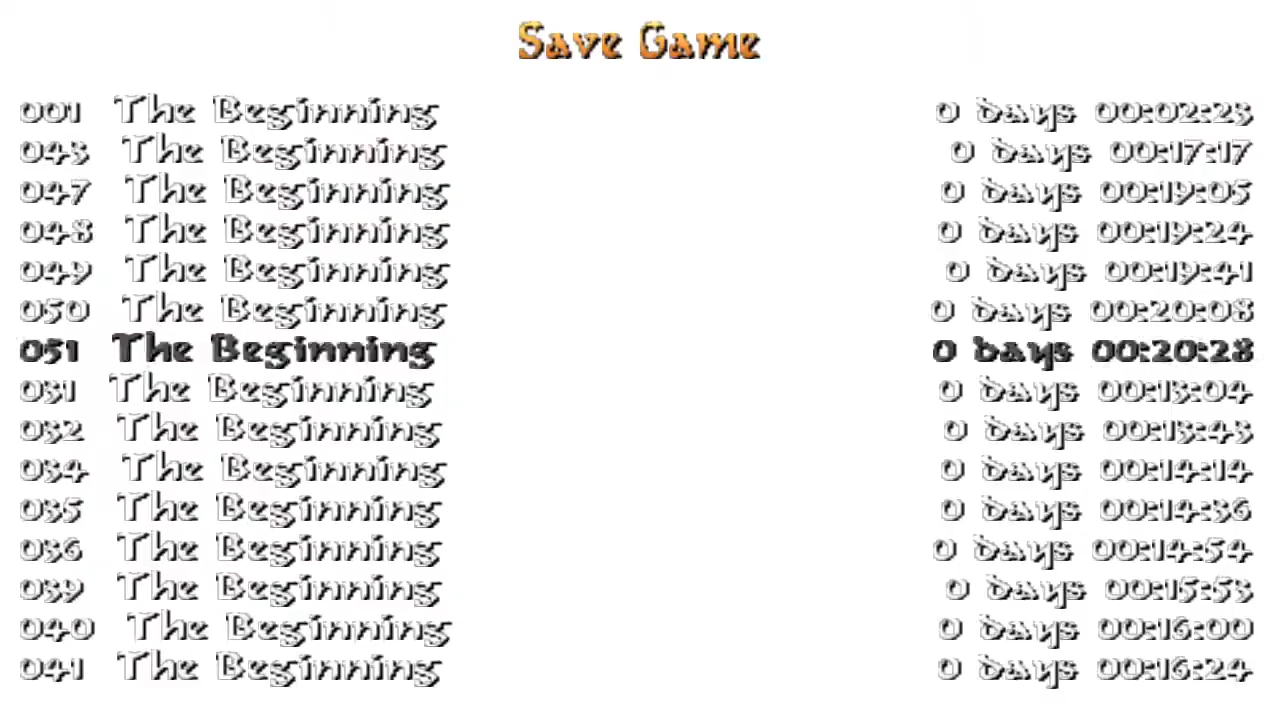 Save Game
001 The Beginning 0 days 00:02:23
043 The Beginning 0 days 00:17:17
047 The Beginning 0 days 00:19:05
048 The Beginning 0 days 00:19:24
049 The Beginning 0 days 00:19:41
050 The Beginning 0 days 00:20:08
051 The Beginning 0 days 00:20:28
031 The Beginning 0 days 00:13:04
032 The Beginning 0 days 00:13:43
034 The Beginning 0 days 00:14:14
035 The Beginning 0 days 00:14:36
036 The Beginning 0 days 00:14:54
039 The Beginning 0 days 00:15:53
040 The Beginning 0 days 00:16:00
041 The Beginning 0 days 00:16:24